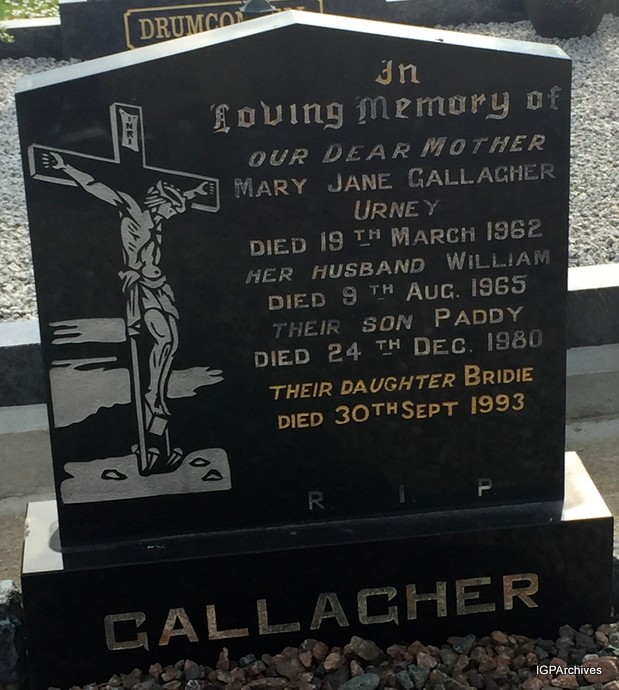 INRI
In
Loving Memory of
OUR DEAR MOTHER
MARY JANE GALLAGHER
URNEY
DIED 19TH MARCH 1962
HER HUSBAND WILLIAM
DIED 9TH AUG. 1965
THEIR SON PADDY
DIED 24TH DEC. 1980
THEIR DAUGHTER BRIDIE
DIED 30TH SEPT 1993
R I P
GALLAGHER
IGPArchives